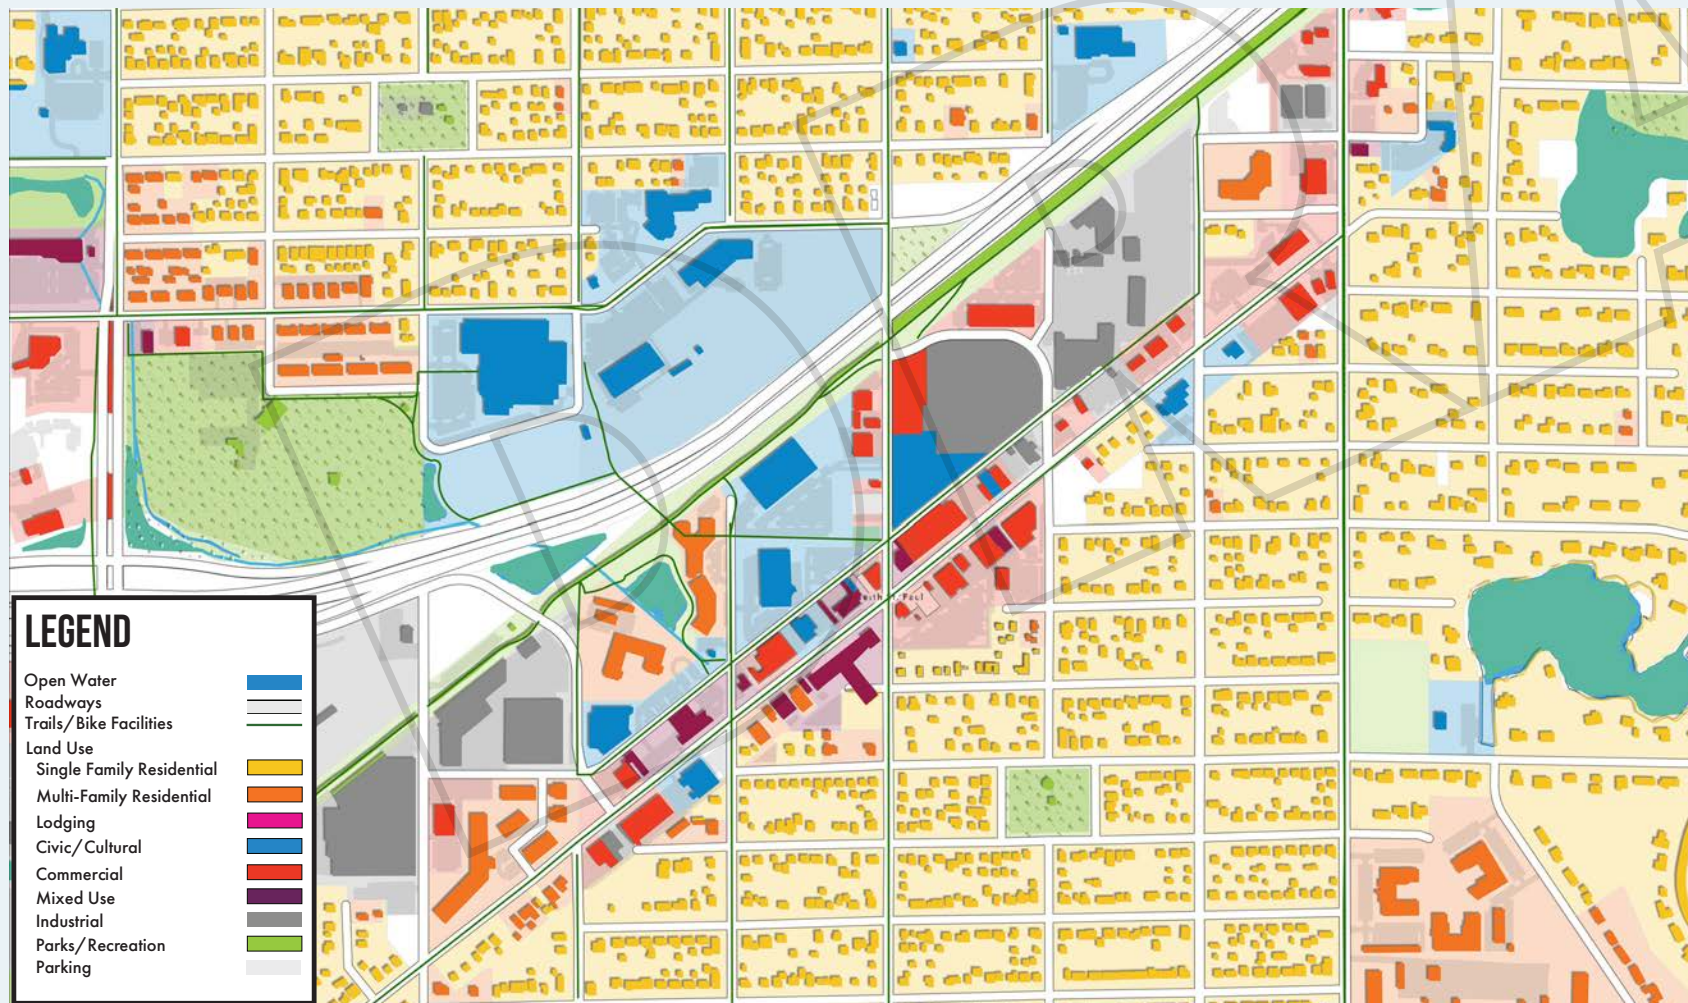 LEGEND
Open Water
Roadways
Trails/Bike Facilities
Land Use
Single Family Residential
Multi-Family Residential
Lodging
Civic/Cultural
Commercial
Mixed Use
Industrial
Parks/Recreation
Parking